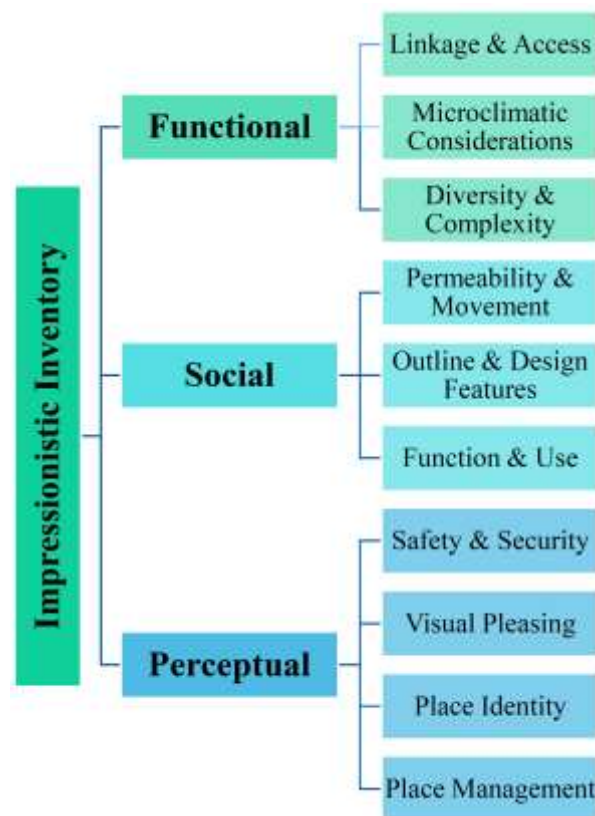 Impressionistic Inventory
Functional
Linkage & Access
Microclimatic
Considerations
Diversity &
Complexity
Social
Permeability &
Movement
Outline & Design
Features
Function & Use
Perceptual
Safety & Security
Visual Pleasing
Place Identity
Place Management